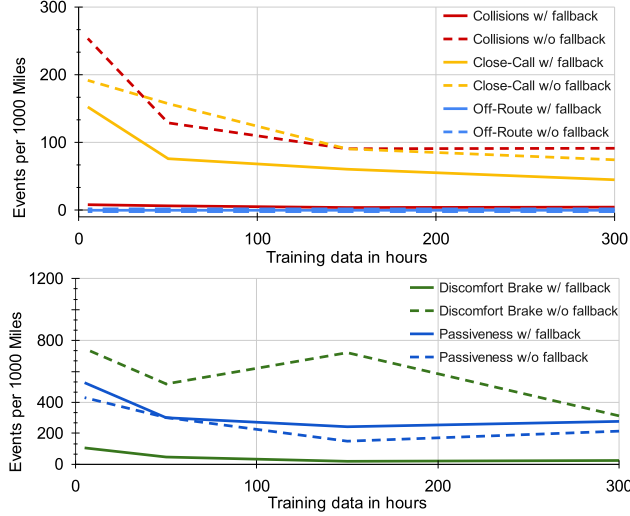 300
200
100
0
Events per 1000 Miles
Collisions w/ fallback
Collisions w/o fallback
Close-Call w/ fallback
Close-Call w/o fallback
Off-Route w/ fallback
Off-Route w/o fallback
0
100
200
300
Training data in hours
1200
800
400
200
0
Events per 1000 Miles
Discomfort Brake w/ fallback
Discomfort Brake w/o fallback
Passiveness w/ fallback
Passiveness w/o fallback
0
100
200
300
Training data in hours